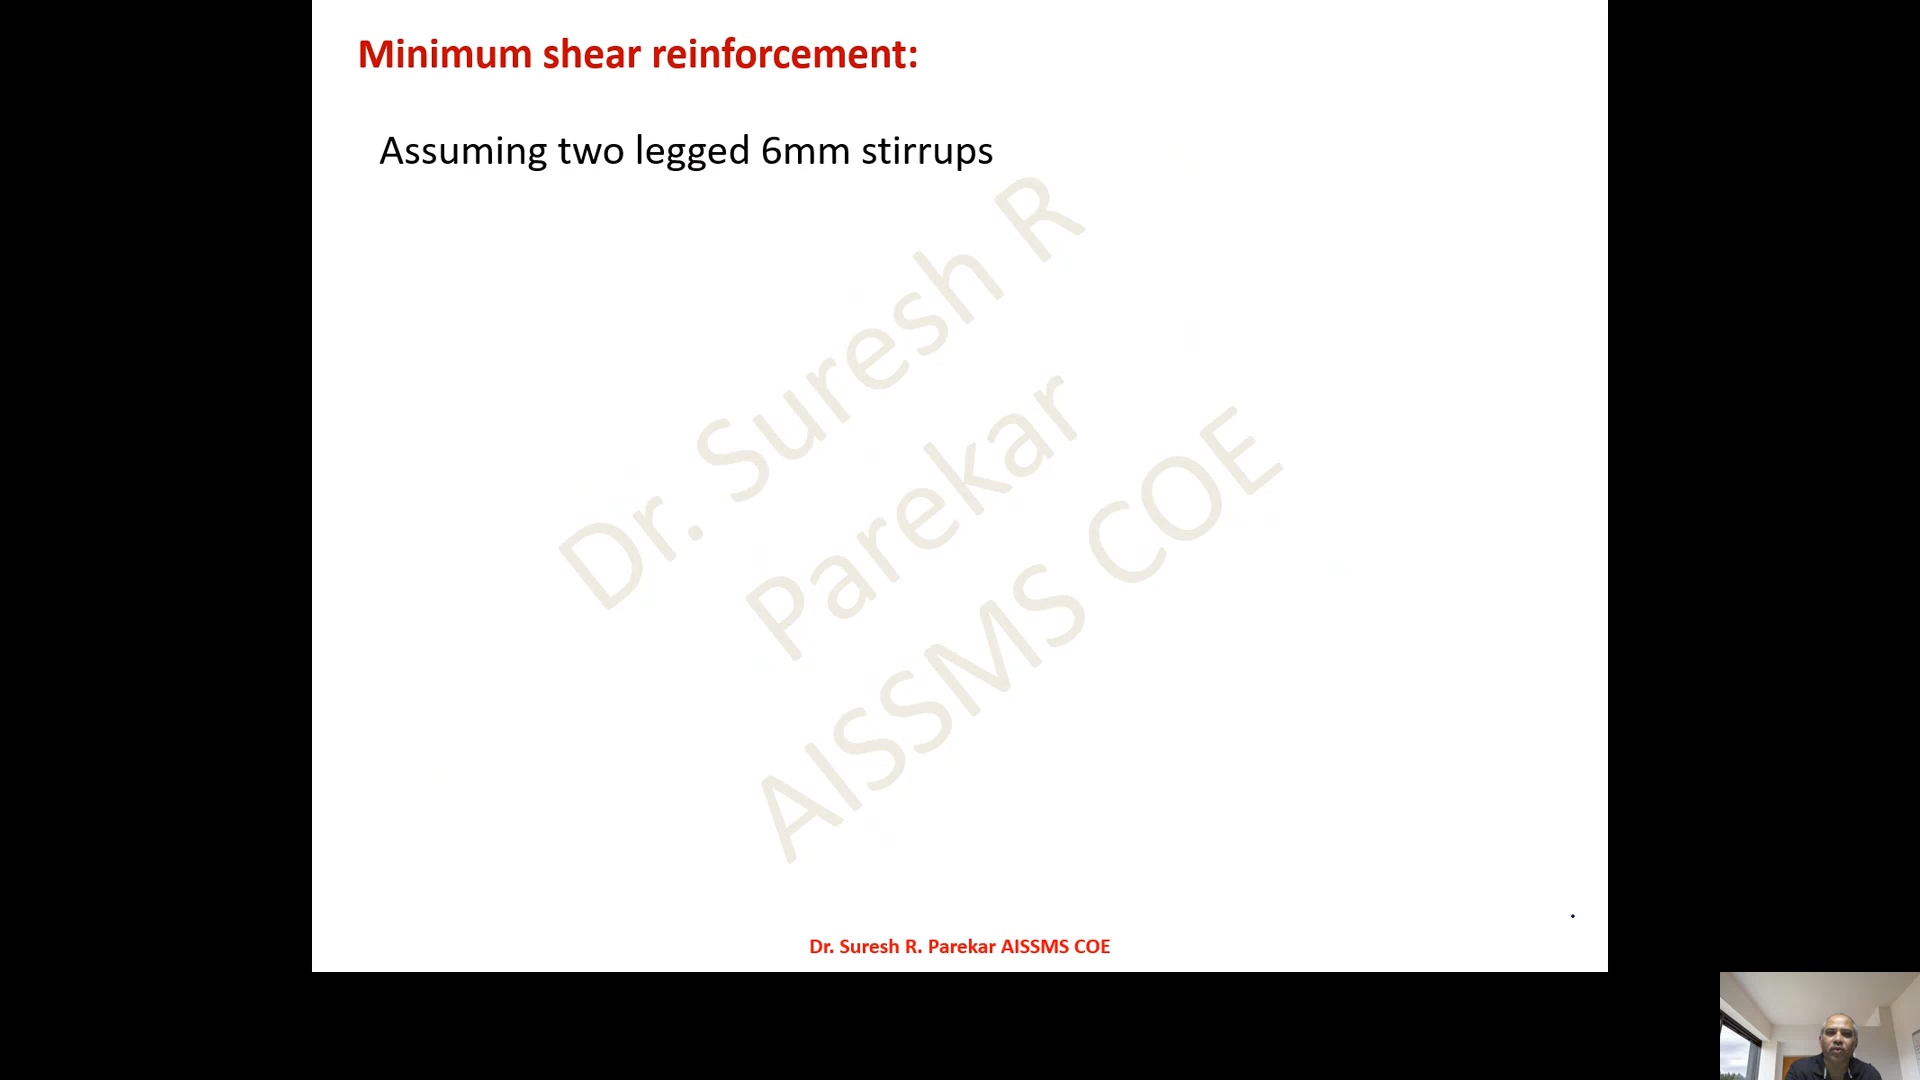 Minimum shear reinforcement:
Assuming two legged 6mm stirrups
Dr. Suresh R
Parekar
AISSMS COE
Dr. Suresh R. Parekar AISSMS COE